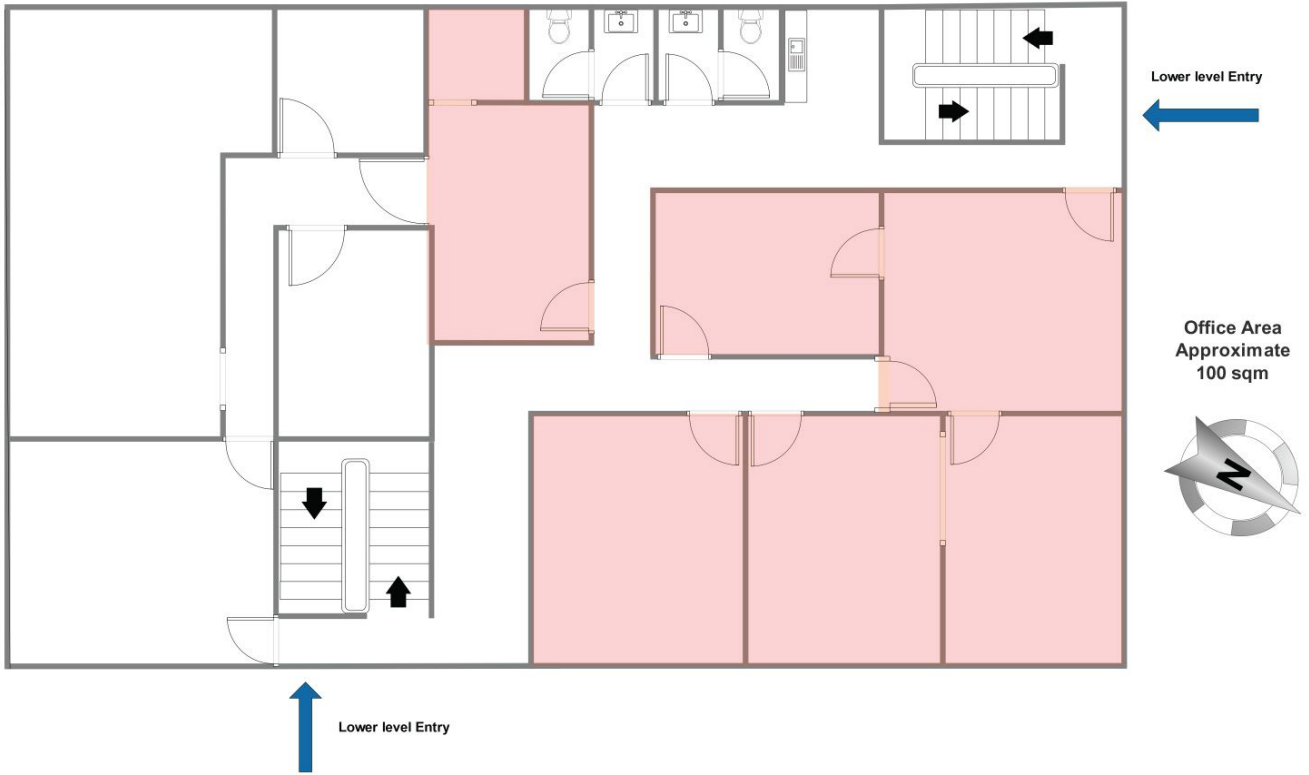 Lower level Entry
Office Area
Approximate
100 sqm
N
Lower level Entry